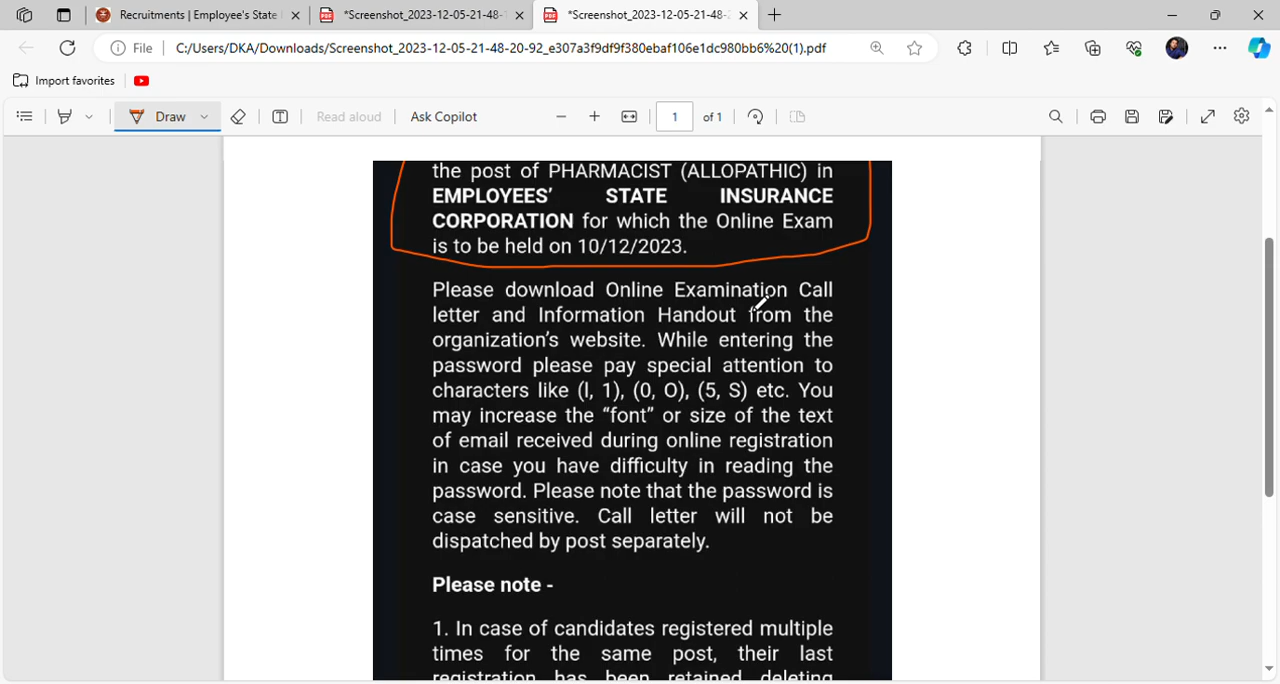 Recruitments | Employee's State
*Screenshot_2023-12-05-21-48-1
*Screenshot_2023-12-05-21-48-2
File
C:/Users/DKA/Downloads/Screenshot_2023-12-05-21-48-20-92_e307a3f9df9f380ebaf106e1dc980bb6%20(1).pdf
Import favorites
Draw
Read aloud
Ask Copilot
1 of 1
the post of PHARMACIST (ALLOPATHIC) in
EMPLOYEES' STATE INSURANCE
CORPORATION for which the Online Exam
is to be held on 10/12/2023.
Please download Online Examination Call
letter and Information Handout from the
organization's website. While entering the
password please pay special attention to
characters like (l, 1), (0, O), (5, S) etc. You
may increase the “font” or size of the text
of email received during online registration
in case you have difficulty in reading the
password. Please note that the password is
case sensitive. Call letter will not be
dispatched by post separately.
Please note -
1. In case of candidates registered multiple
times for the same post, their last
registration has been retained deleting